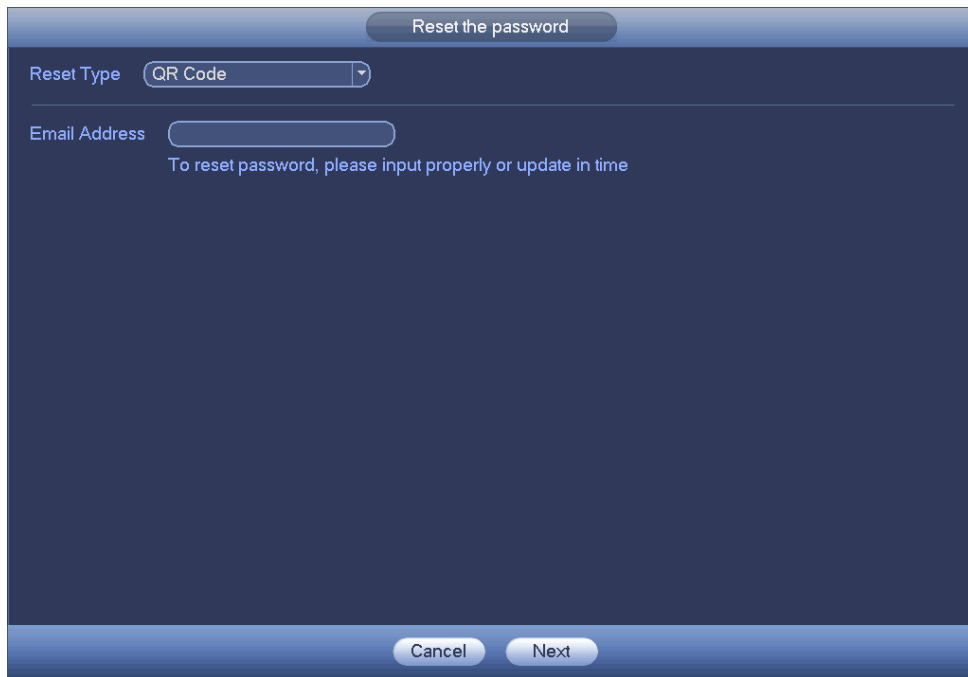 Reset the password
Reset Type QR Code
Email Address
To reset password, please input properly or update in time
Cancel Next